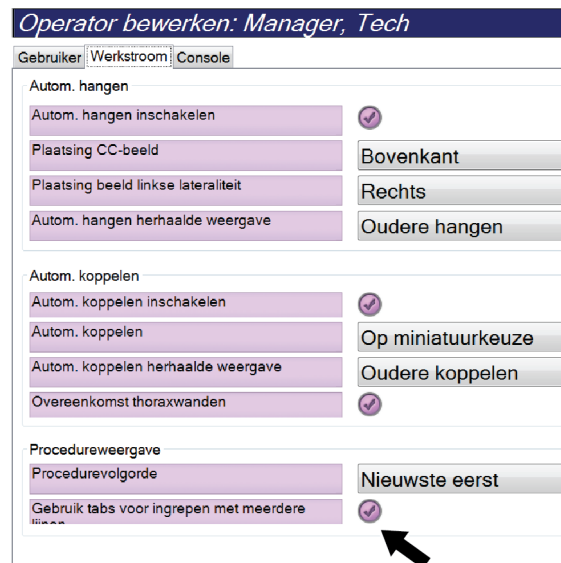 Operator bewerken: Manager, Tech
Gebruiker Werkstroom Console
Autom. hangen
Autom. hangen inschakelen
Plaatsing CC-beeld Bovenkant
Plaatsing beeld linkse lateraliteit Rechts
Autom. hangen herhaalde weergave Oudere hangen
Autom. koppelen
Autom. koppelen inschakelen
Autom. koppelen Op miniatuurkeuze
Autom. koppelen herhaalde weergave Oudere koppelen
Overeenkomst thoraxwanden
Procedureweergave
Procedurevolgorde Nieuwste eerst
Gebruik tabs voor ingrepen met meerdere